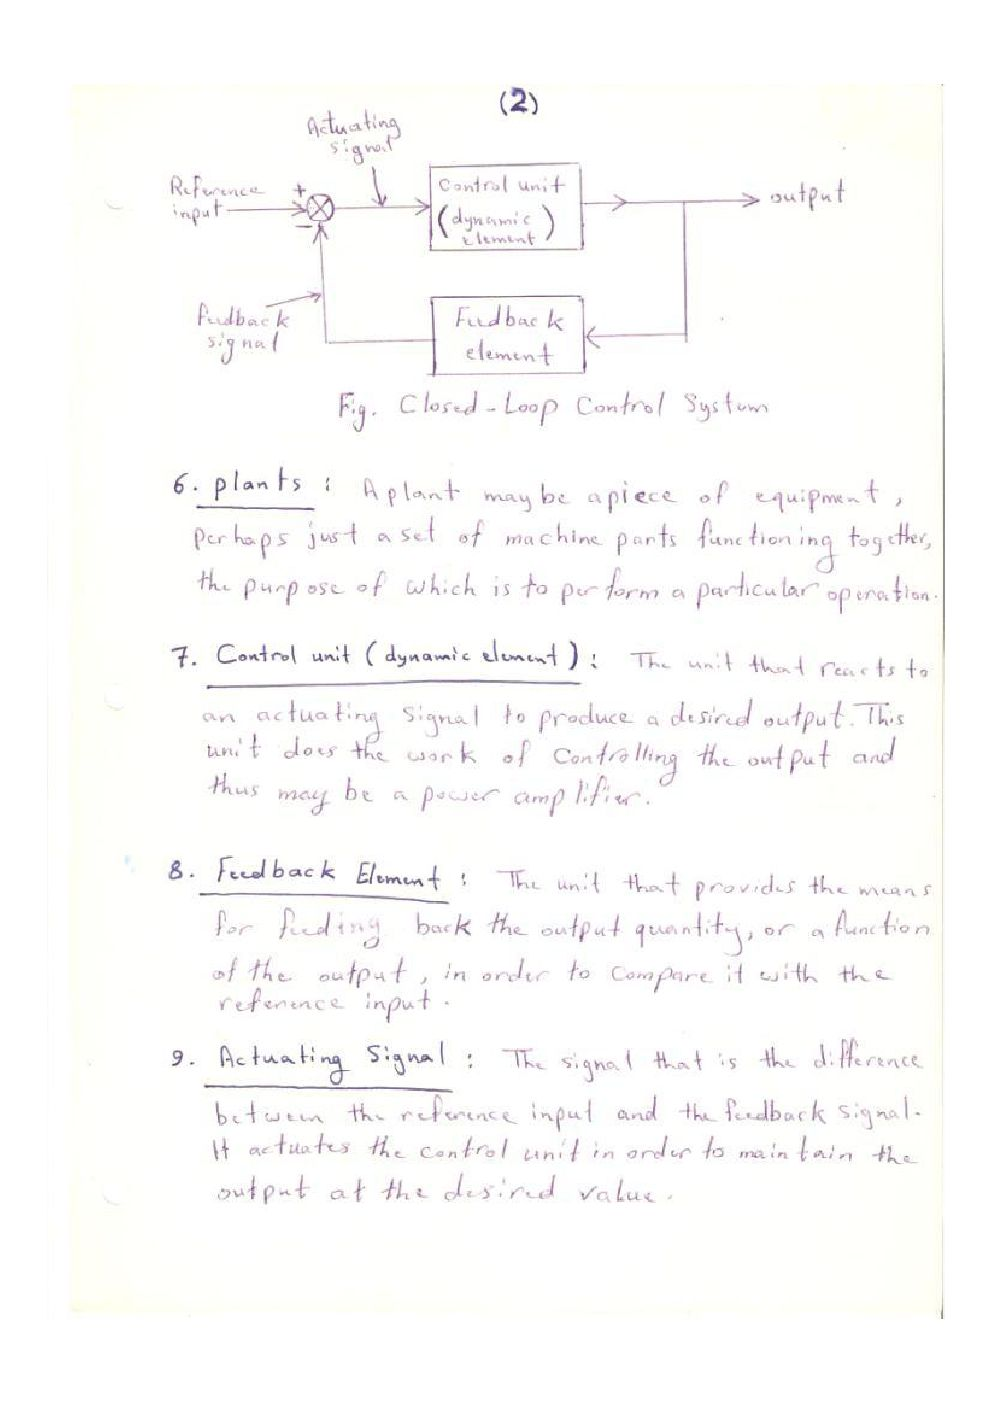 (2)
Actuating
signal
Reference
input
+
-
Control unit
(dynamic
element)
output
Feedback
signal
Feedback
element
Fig. Closed-Loop Control System
6. plants : A plant may be a piece of equipment,
perhaps just a set of machine parts functioning together,
the purpose of which is to perform a particular operation.
7. Control unit (dynamic element) : The unit that reacts to
an actuating signal to produce a desired output. This
unit does the work of controlling the output and
thus may be a power amplifier.
8. Feedback Element : The unit that provides the means
for feeding back the output quantity, or a function
of the output, in order to compare it with the
reference input.
9. Actuating Signal : The signal that is the difference
between the reference input and the feedback signal.
It actuates the control unit in order to maintain the
output at the desired value.